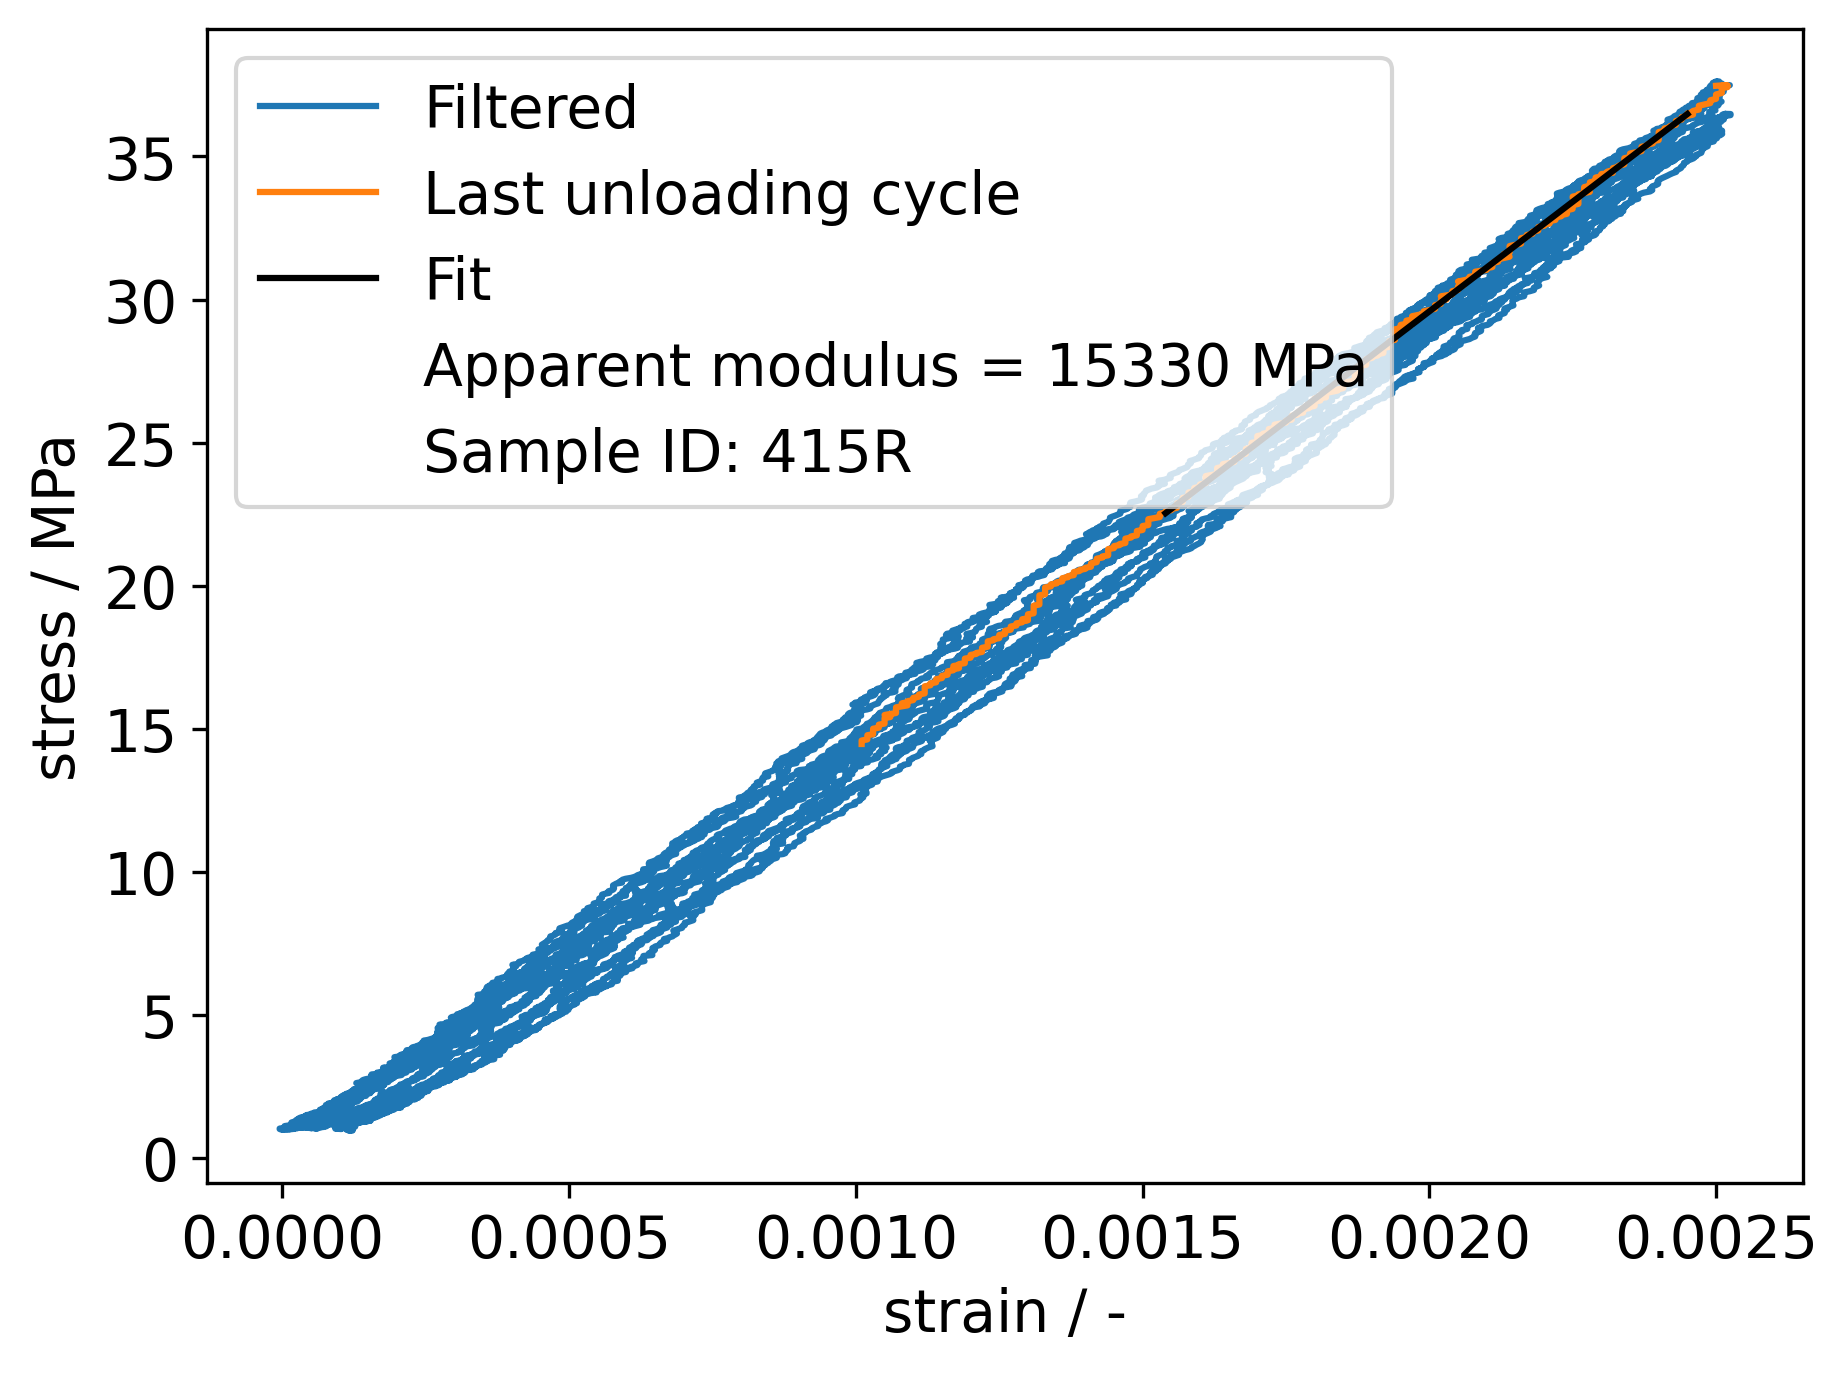 Filtered
Last unloading cycle
Fit
Apparent modulus = 15330 MPa
Sample ID: 415R
stress / MPa
35
30
25
20
15
10
5
0
0.0000 0.0005 0.0010 0.0015 0.0020 0.0025
strain / -